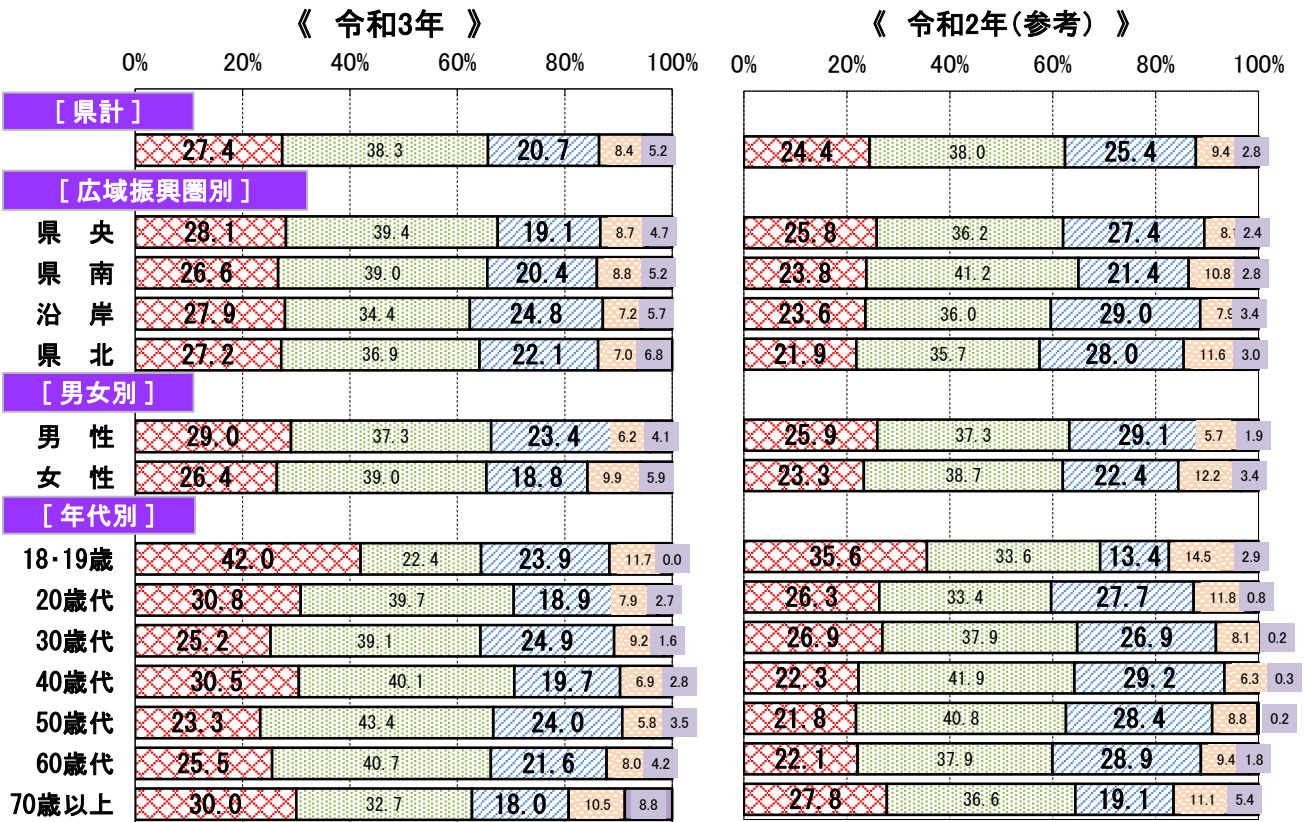 《 令和3年 》 《 令和2年(参考) 》
0% 20% 40% 60% 80% 100% 0% 20% 40% 60% 80% 100%
[ 県計 ]
27.4 38.3 20.7 8.4 5.2 24.4 38.0 25.4 9.4 2.8
[ 広域振興圏別 ]
県 央 28.1 39.4 19.1 8.7 4.7 25.8 36.2 27.4 8.1 2.4
県 南 26.6 39.0 20.4 8.8 5.2 23.8 41.2 21.4 10.8 2.8
沿 岸 27.9 34.4 24.8 7.2 5.7 23.6 36.0 29.0 7.9 3.4
県 北 27.2 36.9 22.1 7.0 6.8 21.9 35.7 28.0 11.6 3.0
[ 男女別 ]
男 性 29.0 37.3 23.4 6.2 4.1 25.9 37.3 29.1 5.7 1.9
女 性 26.4 39.0 18.8 9.9 5.9 23.3 38.7 22.4 12.2 3.4
[ 年代別 ]
18・19歳 42.0 22.4 23.9 11.7 0.0 35.6 33.6 13.4 14.5 2.9
20歳代 30.8 39.7 18.9 7.9 2.7 26.3 33.4 27.7 11.8 0.8
30歳代 25.2 39.1 24.9 9.2 1.6 26.9 37.9 26.9 8.1 0.2
40歳代 30.5 40.1 19.7 6.9 2.8 22.3 41.9 29.2 6.3 0.3
50歳代 23.3 43.4 24.0 5.8 3.5 21.8 40.8 28.4 8.8 0.2
60歳代 25.5 40.7 21.6 8.0 4.2 22.1 37.9 28.9 9.4 1.8
70歳以上 30.0 32.7 18.0 10.5 8.8 27.8 36.6 19.1 11.1 5.4